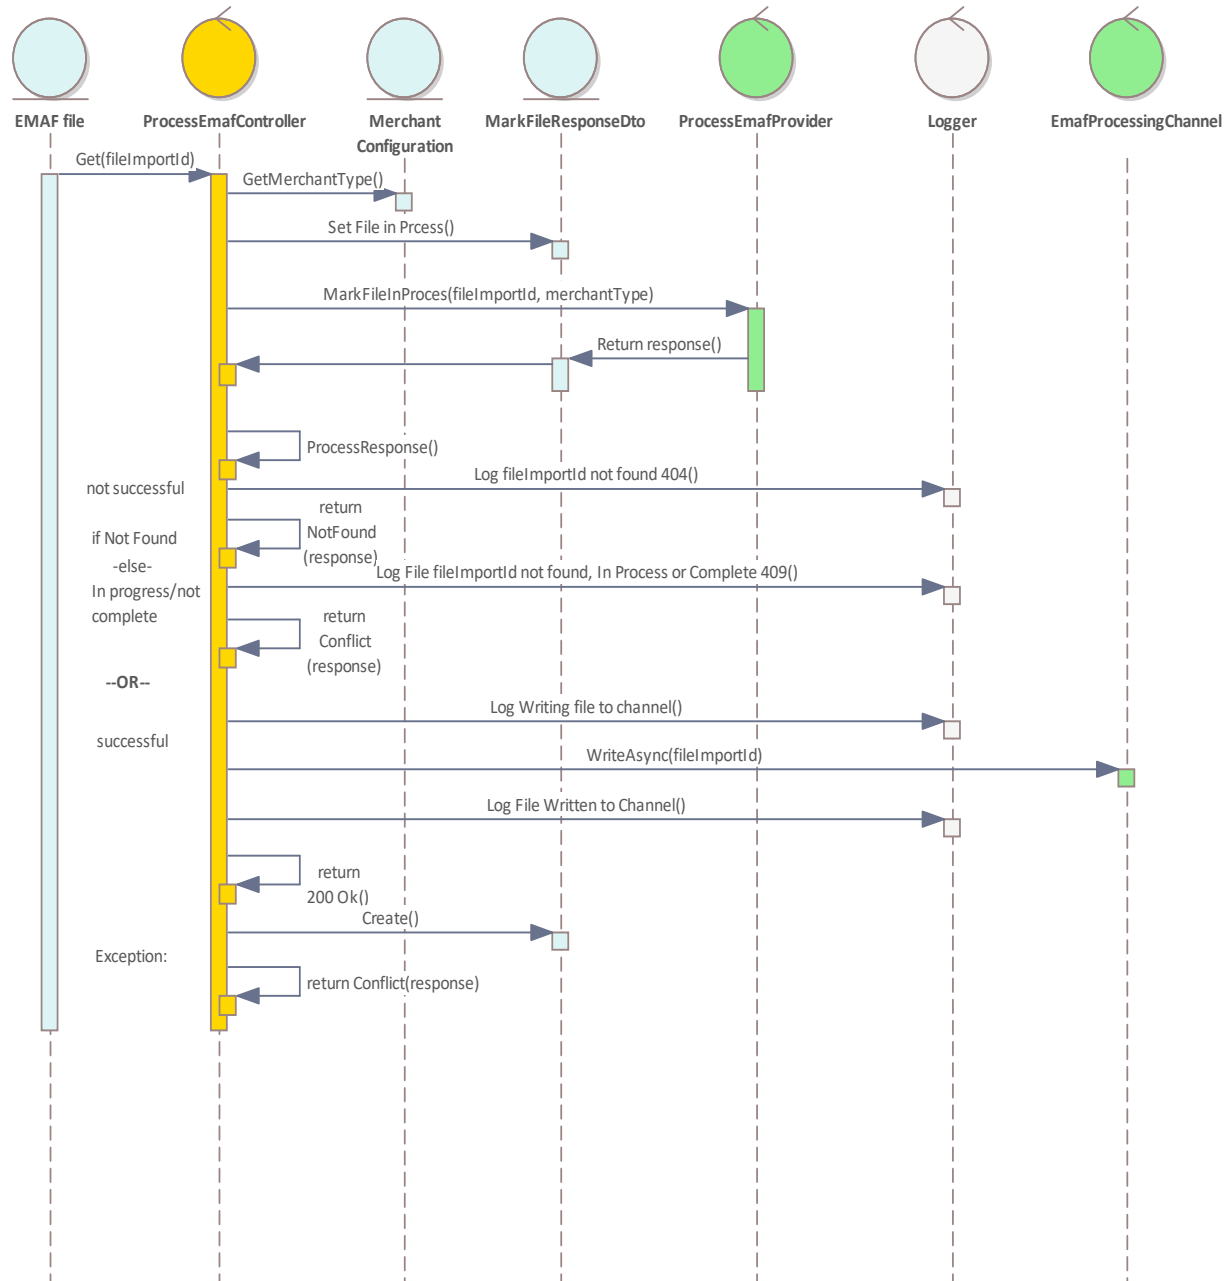 EMAF file
ProcessEmafController
Merchant
Configuration
MarkFileResponseDto
ProcessEmafProvider
Logger
EmafProcessingChannel
Get(fileImportId)
GetMerchantType()
Set File in Prcess()
MarkFileInProces(fileImportId, merchantType)
Return response()
ProcessResponse()
Log fileImportId not found 404()
not successful
return
NotFound
(response)
if Not Found
-else-
In progress/not
complete
Log File fileImportId not found, In Process or Complete 409()
return
Conflict
(response)
--OR--
Log Writing file to channel()
successful
WriteAsync(fileImportId)
Log File Written to Channel()
return
200 Ok()
Create()
Exception:
return Conflict(response)